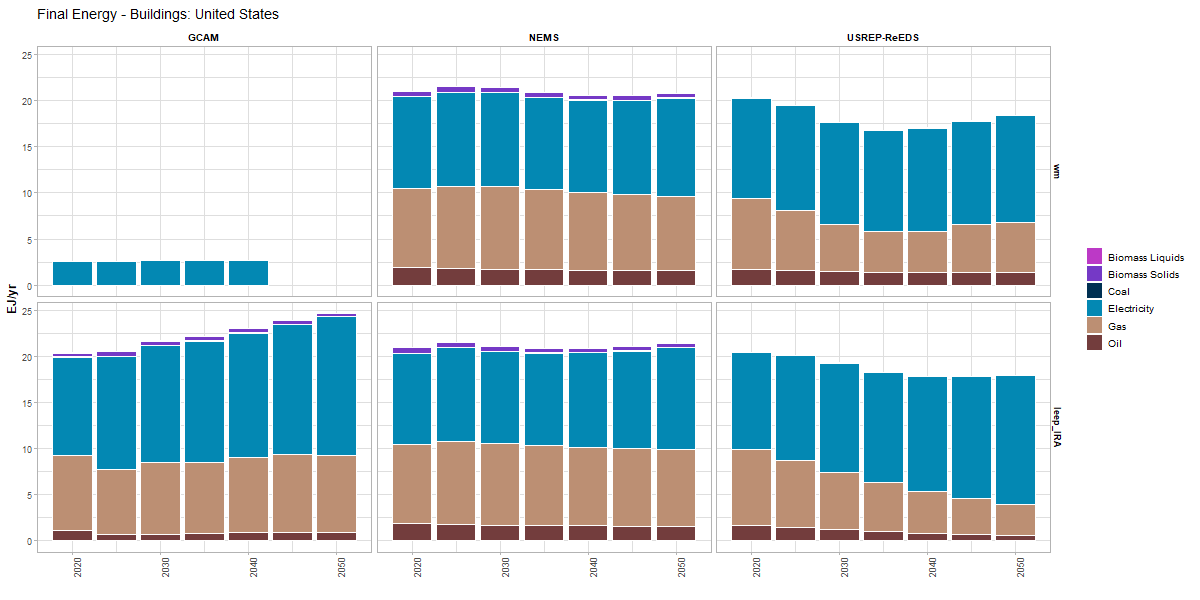 Final Energy - Buildings: United States
GCAM
NEMS
USREP-ReEDS
25
20
15
10
5
0
wm
25
20
15
10
5
0
leep_IRA
EJ/yr
2020
2030
2040
2050
2020
2030
2040
2050
2020
2030
2040
2050
Biomass Liquids
Biomass Solids
Coal
Electricity
Gas
Oil